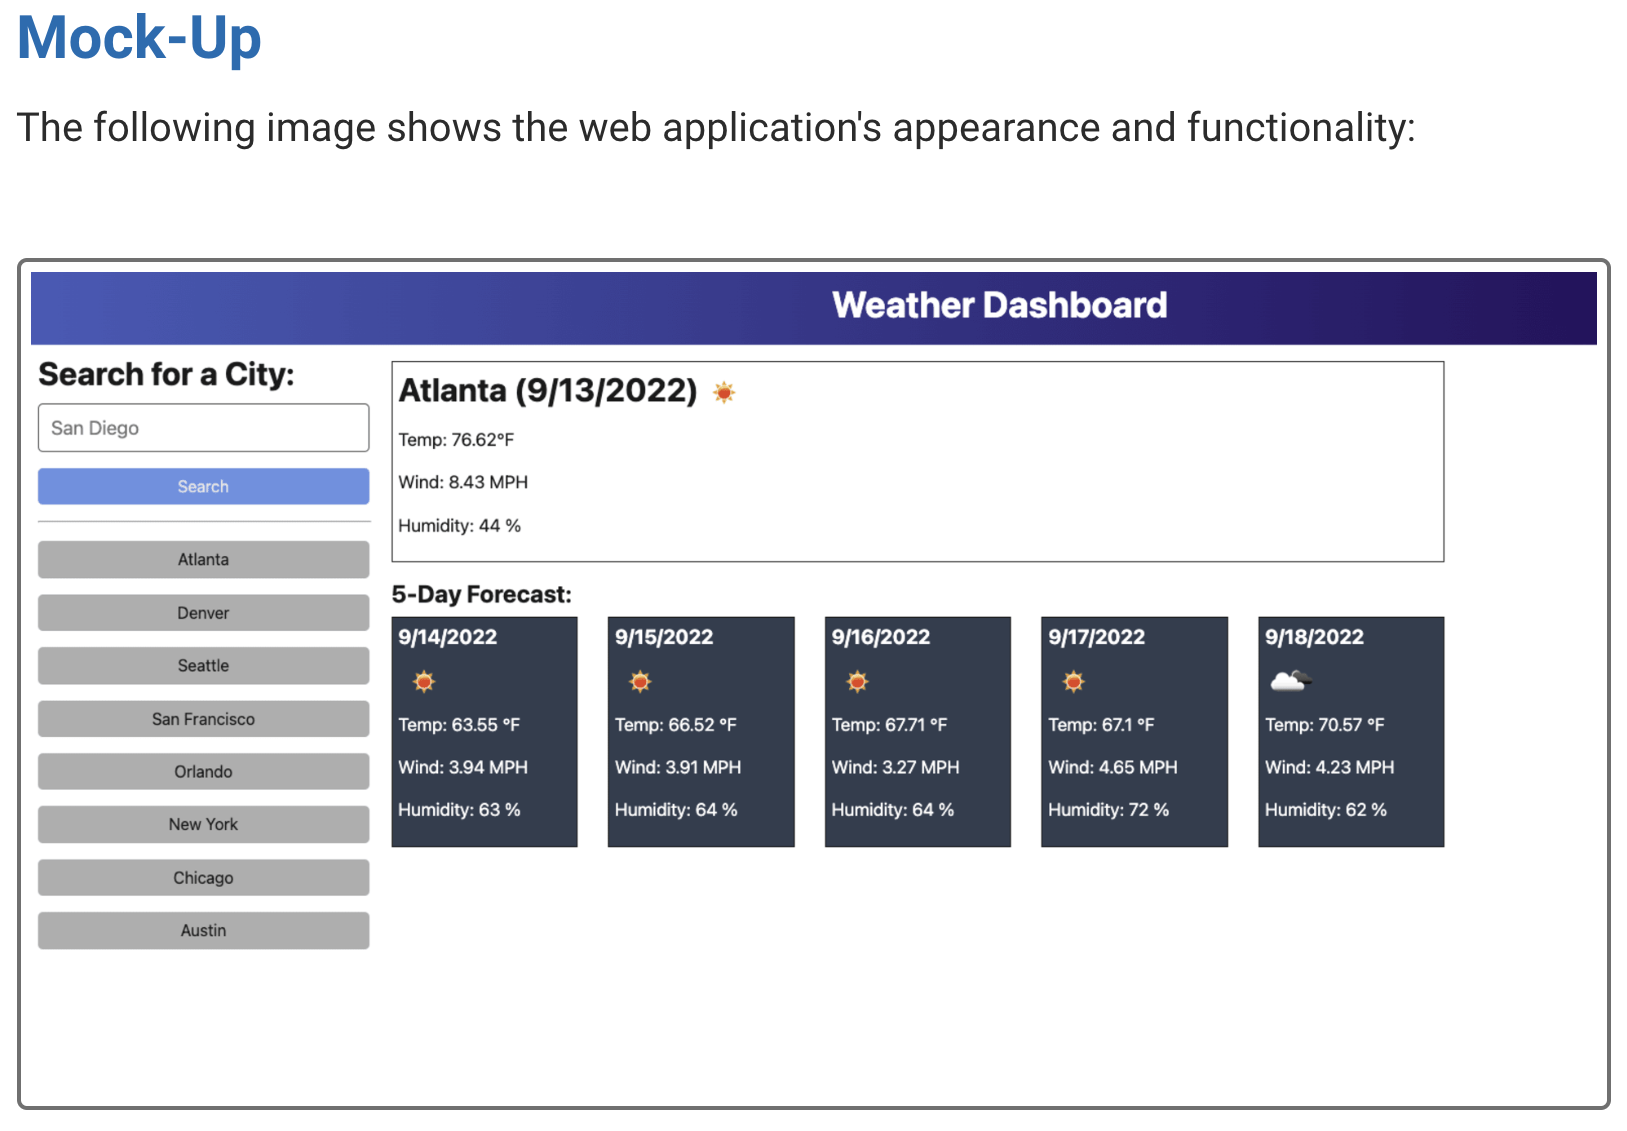 Mock-Up
The following image shows the web application's appearance and functionality:
Weather Dashboard
Search for a City:
San Diego
Search
Atlanta
Denver
Seattle
San Francisco
Orlando
New York
Chicago
Austin
Atlanta (9/13/2022)
Temp: 76.62°F
Wind: 8.43 MPH
Humidity: 44 %
5-Day Forecast:
9/14/2022
Temp: 63.55 °F
Wind: 3.94 MPH
Humidity: 63 %
9/15/2022
Temp: 66.52 °F
Wind: 3.91 MPH
Humidity: 64 %
9/16/2022
Temp: 67.71 °F
Wind: 3.27 MPH
Humidity: 64 %
9/17/2022
Temp: 67.1 °F
Wind: 4.65 MPH
Humidity: 72 %
9/18/2022
Temp: 70.57 °F
Wind: 4.23 MPH
Humidity: 62 %